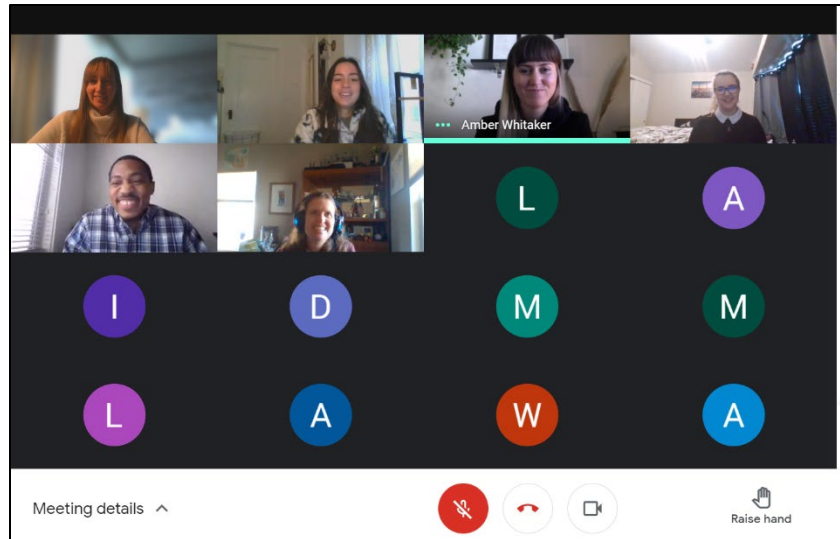 Amber Whitaker
L
A
I
D
M
M
L
A
W
A
Meeting details
Raise hand